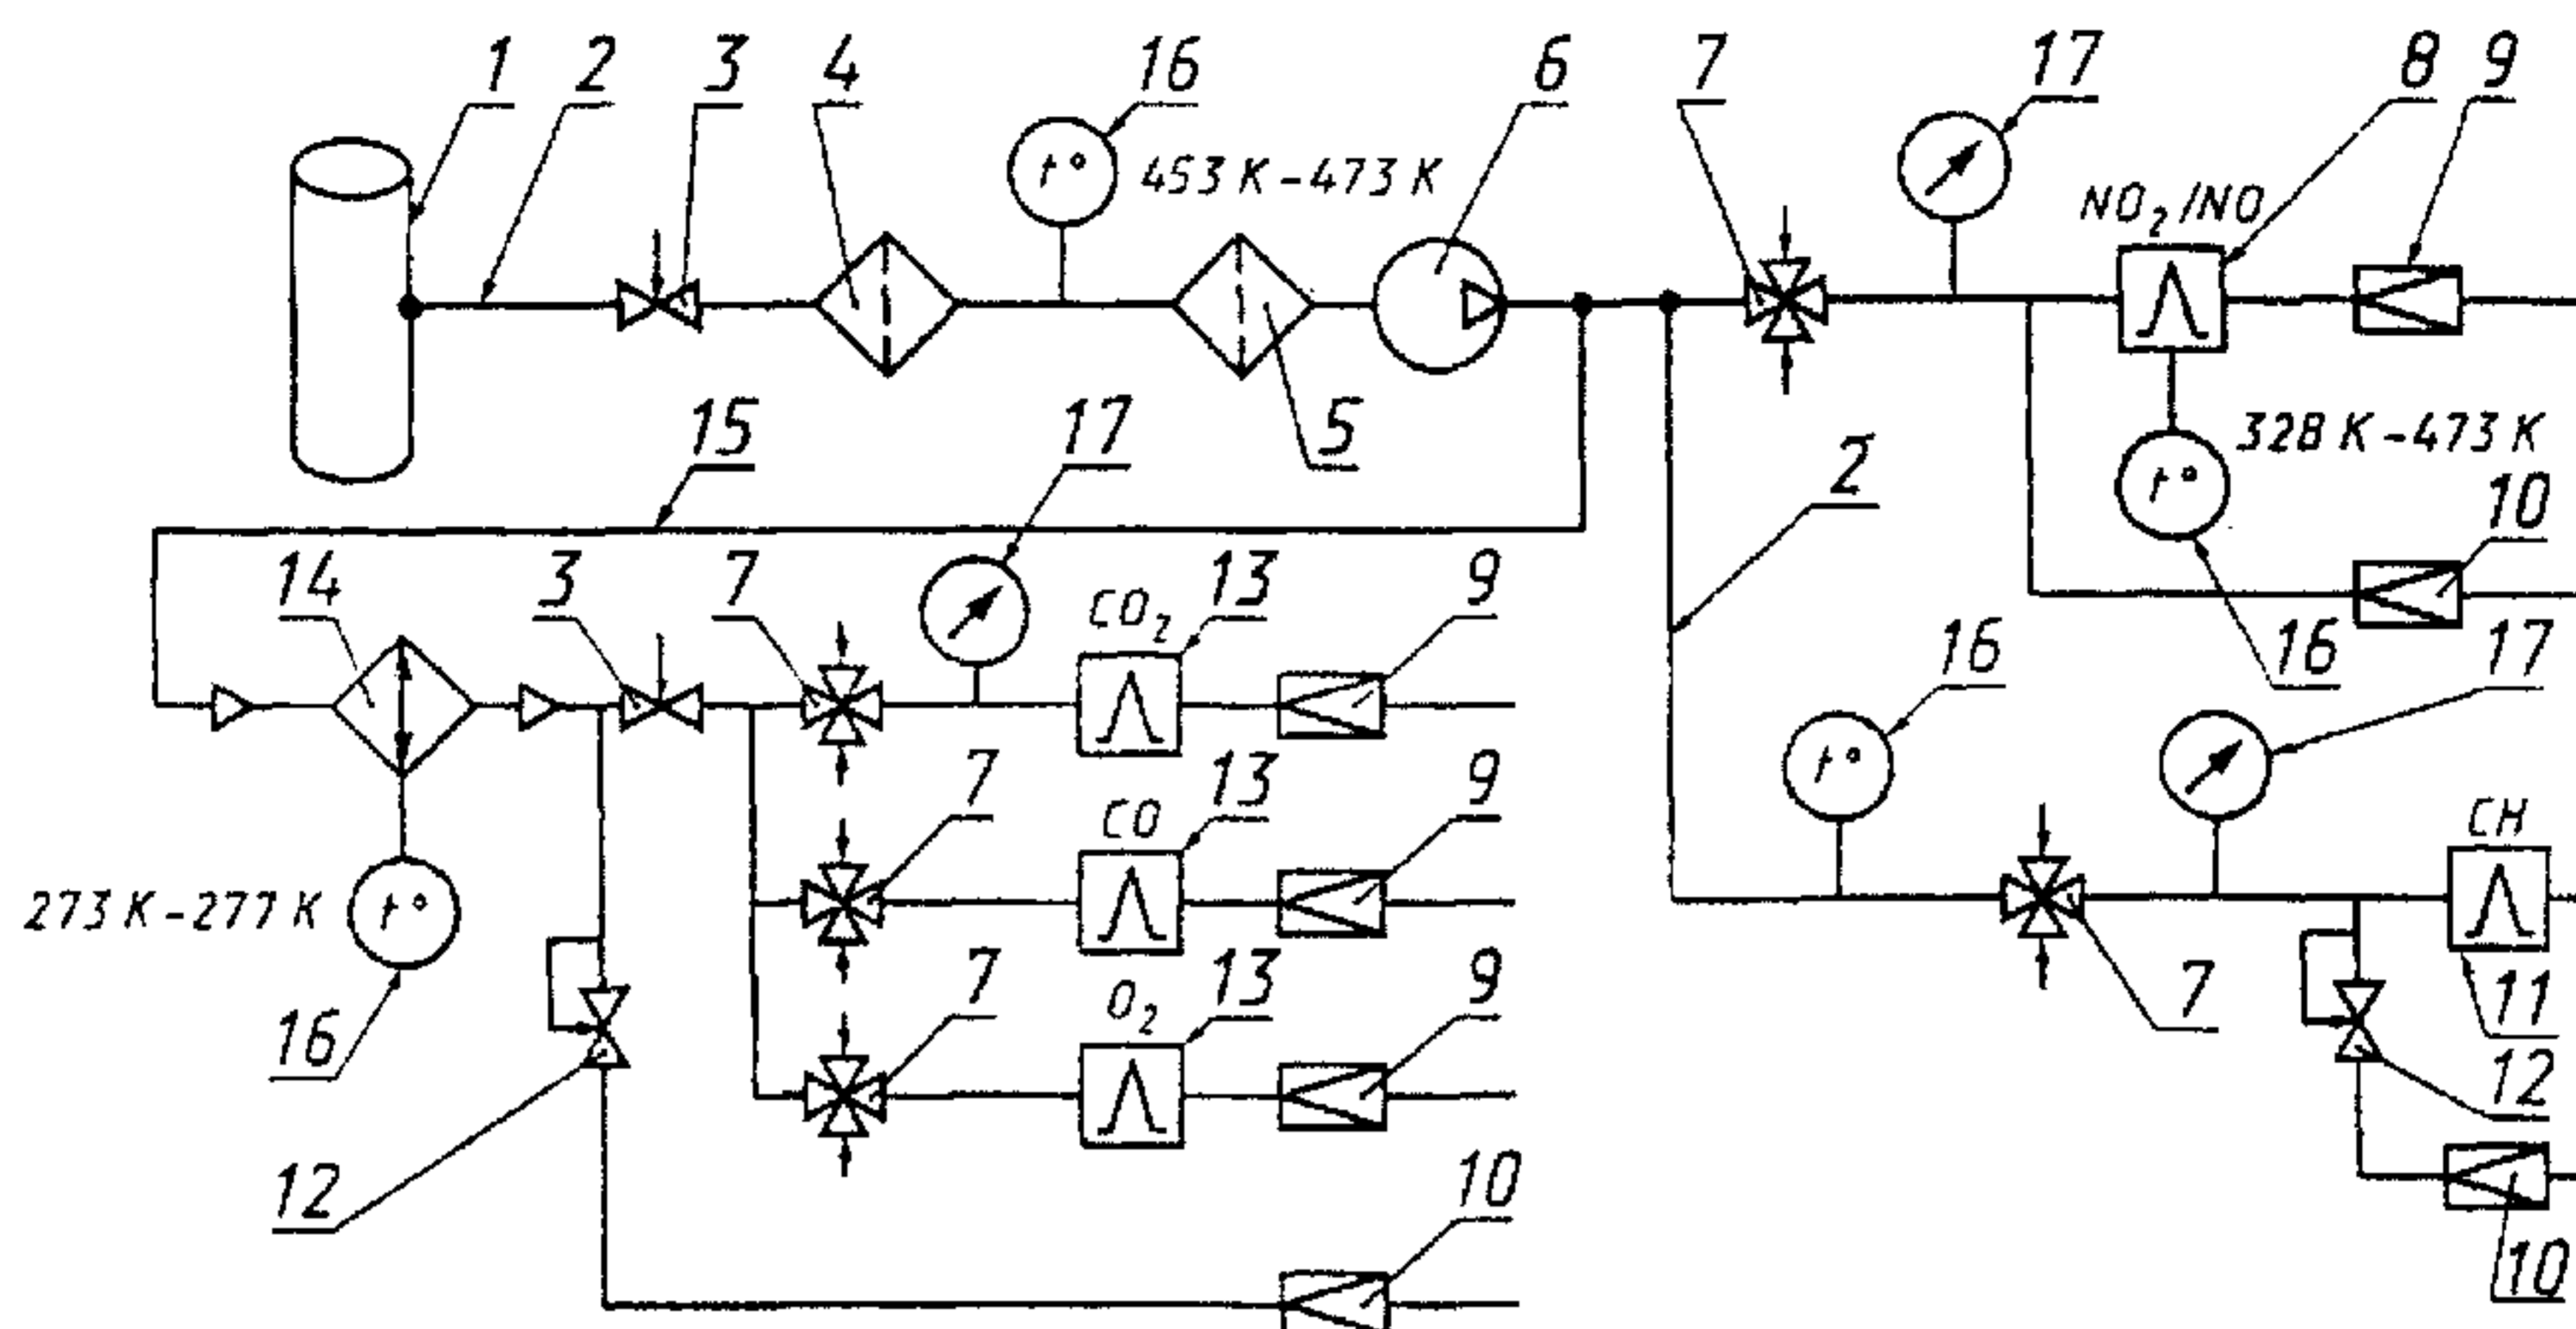 1 2 3 4 16 6 7 17 8 9
t° 453 K-473 K
NO2/NO
15 17 5 2 328 K-473 K
t°
10
14 3 7 CO2 13 9
16 16 17
t°
7 CO 13 9
CH
273 K-277 K t°
7 O2 13 9
16 7 11
12
12 10
10